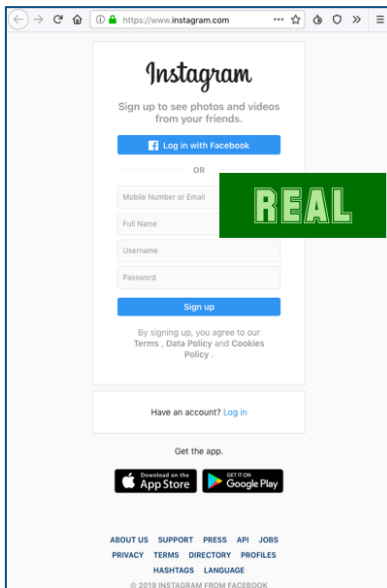 https://www.instagram.com
Instagram
Sign up to see photos and videos
from your friends.
Log in with Facebook
OR
Mobile Number or Email
REAL
Full Name
Username
Password
Sign up
By signing up, you agree to our
Terms , Data Policy and Cookies
Policy .
Have an account? Log in
Get the app.
Download on the
App Store
GET IT ON
Google Play
ABOUT US SUPPORT PRESS API JOBS
PRIVACY TERMS DIRECTORY PROFILES
HASHTAGS LANGUAGE
© 2019 INSTAGRAM FROM FACEBOOK